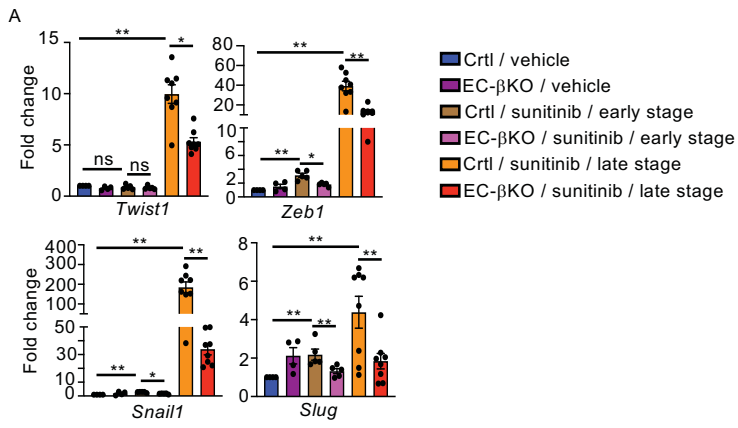 A
Fold change
15
10
5
0
**
*
ns
ns
Twist1
80
60
40
20
6
4
2
0
**
**
**
*
Zeb1
Crtl / vehicle
EC-βKO / vehicle
Crtl / sunitinib / early stage
EC-βKO / sunitinib / early stage
Crtl / sunitinib / late stage
EC-βKO / sunitinib / late stage
Fold change
400
300
200
100
50
30
10
0
**
**
**
*
Snail1
8
6
4
2
0
**
**
**
**
Slug